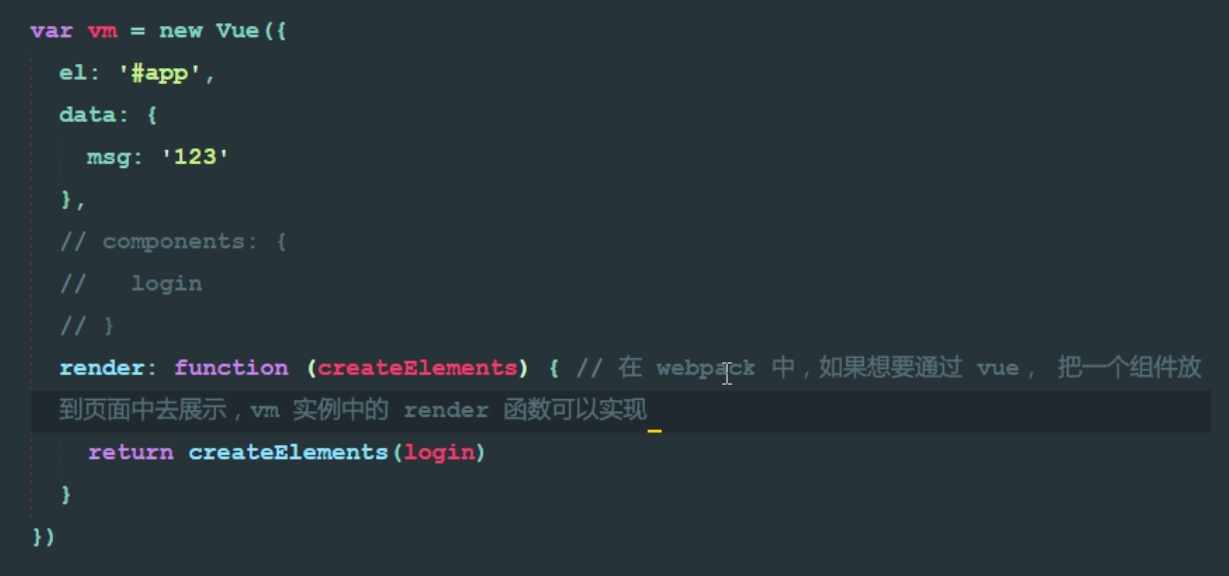 var vm = new Vue({
el: '#app',
data: {
msg: '123'
},
// components: {
//   login
// }
render: function (createElements) { // 在 webpack 中，如果想要通过 vue， 把一个组件放
到页面中去展示，vm 实例中的 render 函数可以实现
return createElements(login)
}
})